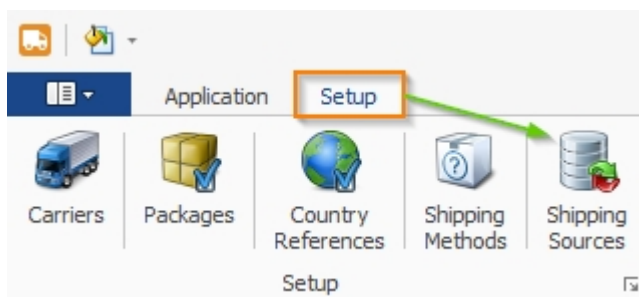 Application Setup
Carriers Packages Country References Shipping Methods Shipping Sources
Setup